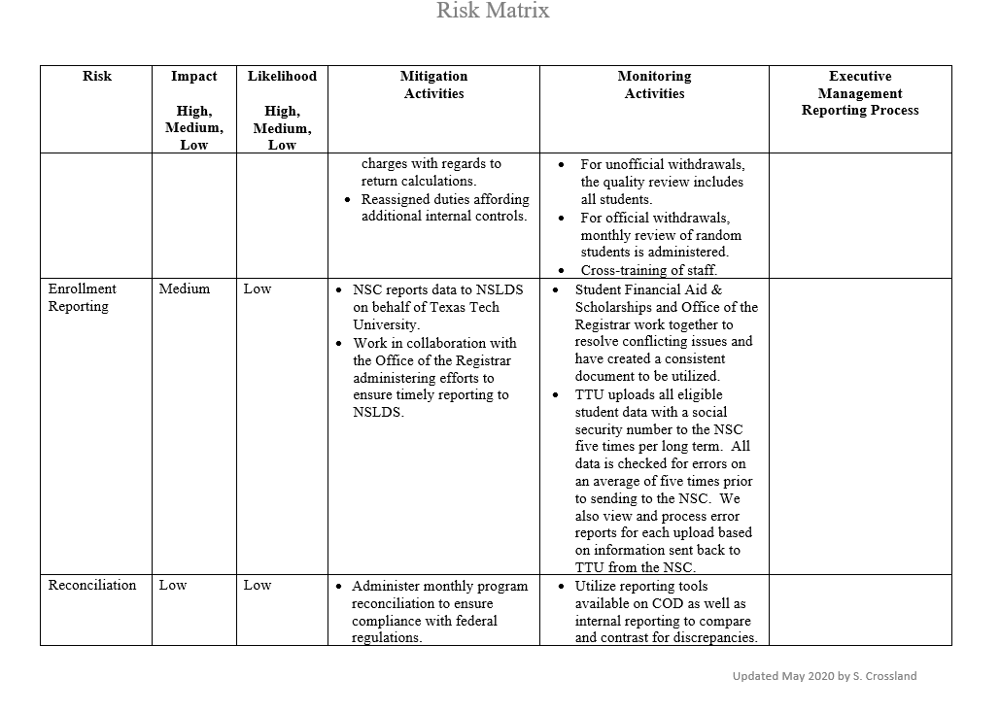 Risk Matrix
Risk
Impact
High,
Medium,
Low
Likelihood
High,
Medium,
Low
Mitigation
Activities
Monitoring
Activities
Executive
Management
Reporting Process
charges with regards to
return calculations.
• Reassigned duties affording
additional internal controls.
• For unofficial withdrawals,
the quality review includes
all students.
• For official withdrawals,
monthly review of random
students is administered.
• Cross-training of staff.
Enrollment
Reporting
Medium
Low
• NSC reports data to NSLDS
on behalf of Texas Tech
University.
• Work in collaboration with
the Office of the Registrar
administering efforts to
ensure timely reporting to
NSLDS.
• Student Financial Aid &
Scholarships and Office of the
Registrar work together to
resolve conflicting issues and
have created a consistent
document to be utilized.
• TTU uploads all eligible
student data with a social
security number to the NSC
five times per long term.  All
data is checked for errors on
an average of five times prior
to sending to the NSC.  We
also view and process error
reports for each upload based
on information sent back to
TTU from the NSC.
Reconciliation
Low
Low
• Administer monthly program
reconciliation to ensure
compliance with federal
regulations.
• Utilize reporting tools
available on COD as well as
internal reporting to compare
and contrast for discrepancies.
Updated May 2020 by S. Crossland